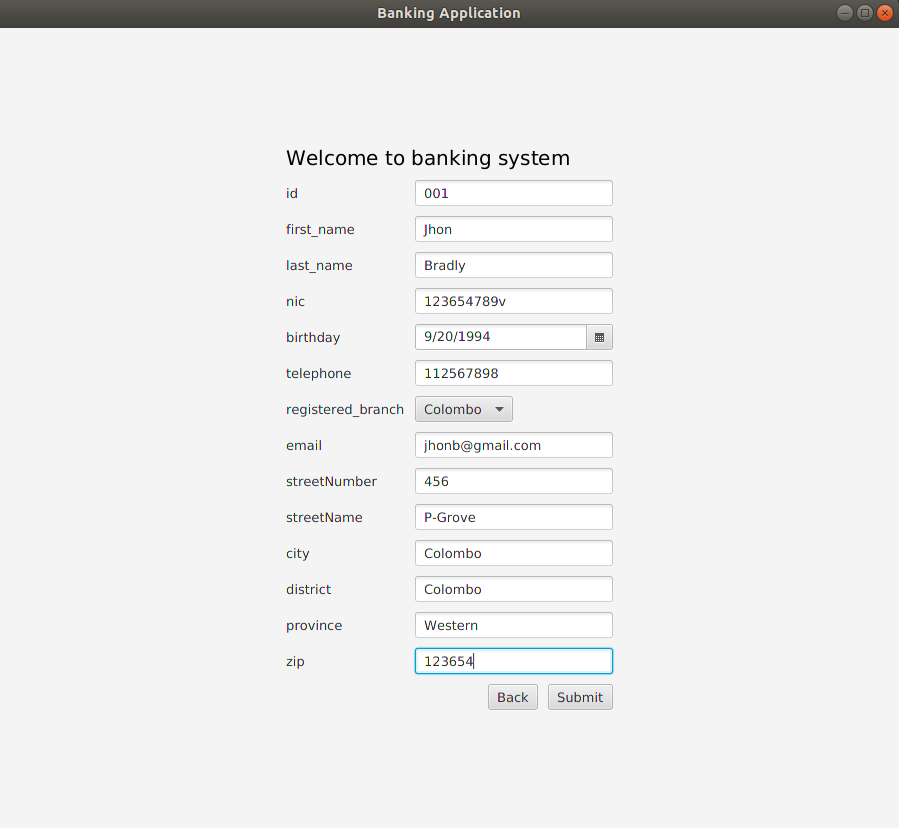 Banking Application
Welcome to banking system
id 001
first_name Jhon
last_name Bradly
nic 123654789v
birthday 9/20/1994
telephone 112567898
registered_branch Colombo
email jhonb@gmail.com
streetNumber 456
streetName P-Grove
city Colombo
district Colombo
province Western
zip 123654
Back Submit